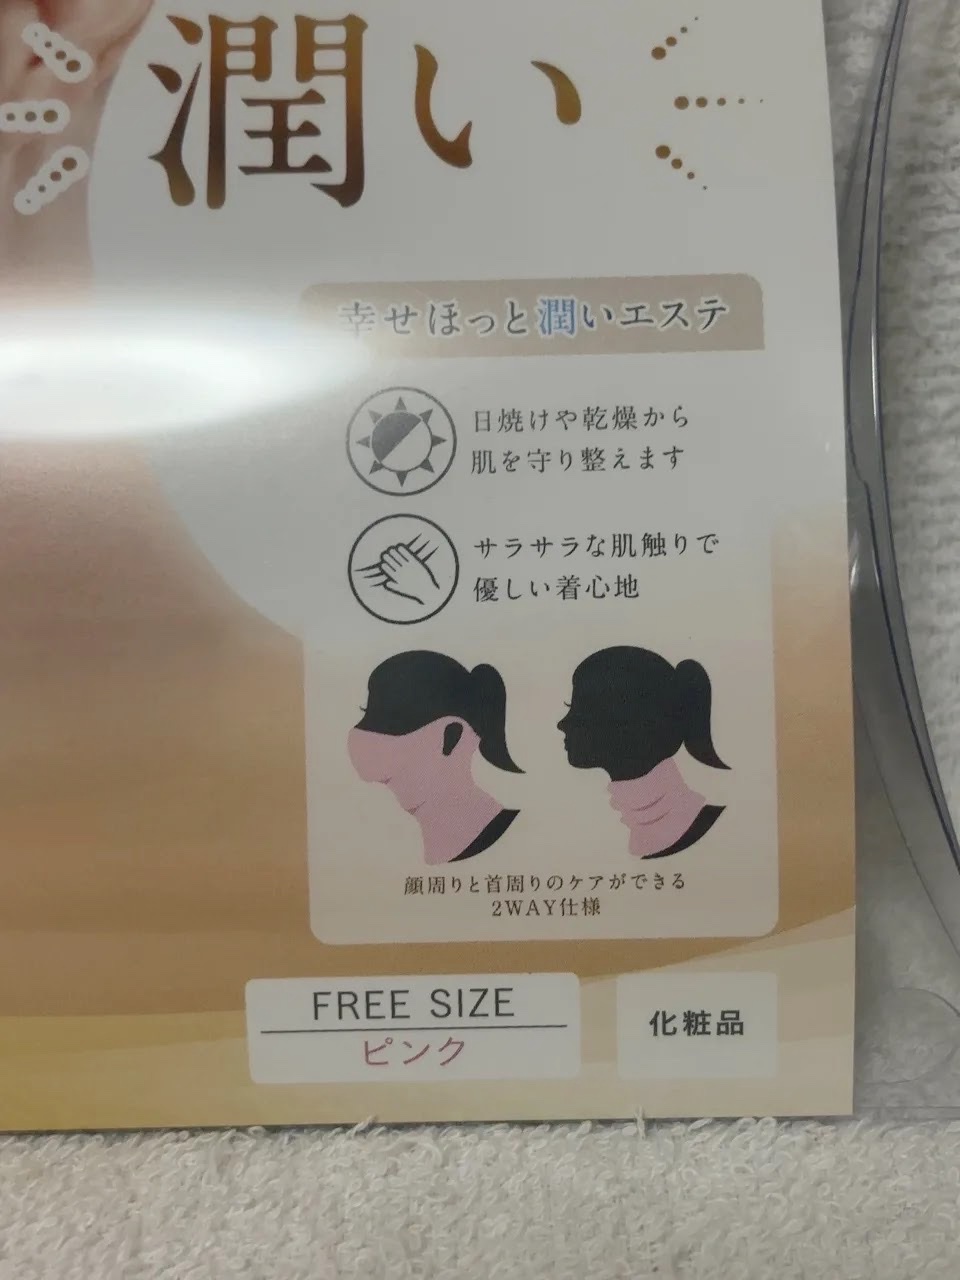 潤い
幸せほっと潤いエステ
日焼けや乾燥から
肌を守り整えます
サラサラな肌触りで
優しい着心地
顔周りと首周りのケアができる
2WAY仕様
FREE SIZE
ピンク
化粧品